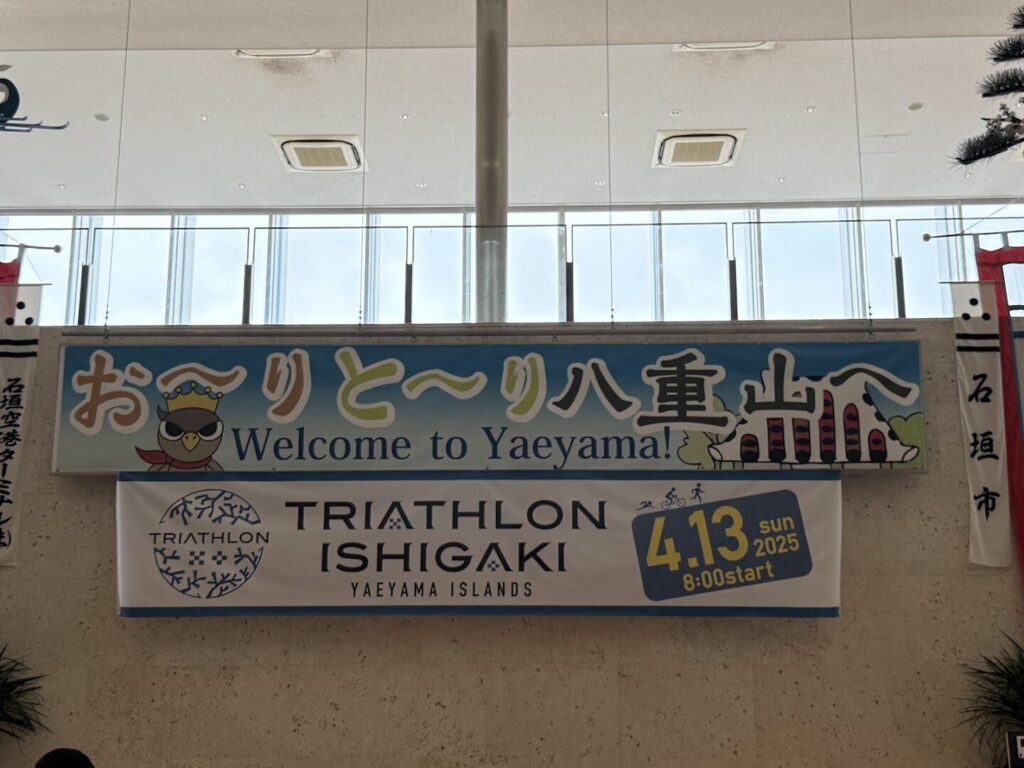 お〜りと〜り八重山へ
Welcome to Yaeyama!
TRIATHLON
TRIATHLON
ISHIGAKI
YAEYAMA ISLANDS
4.13 sun
2025
8:00start
石垣空港ターミナル(株)
石垣市